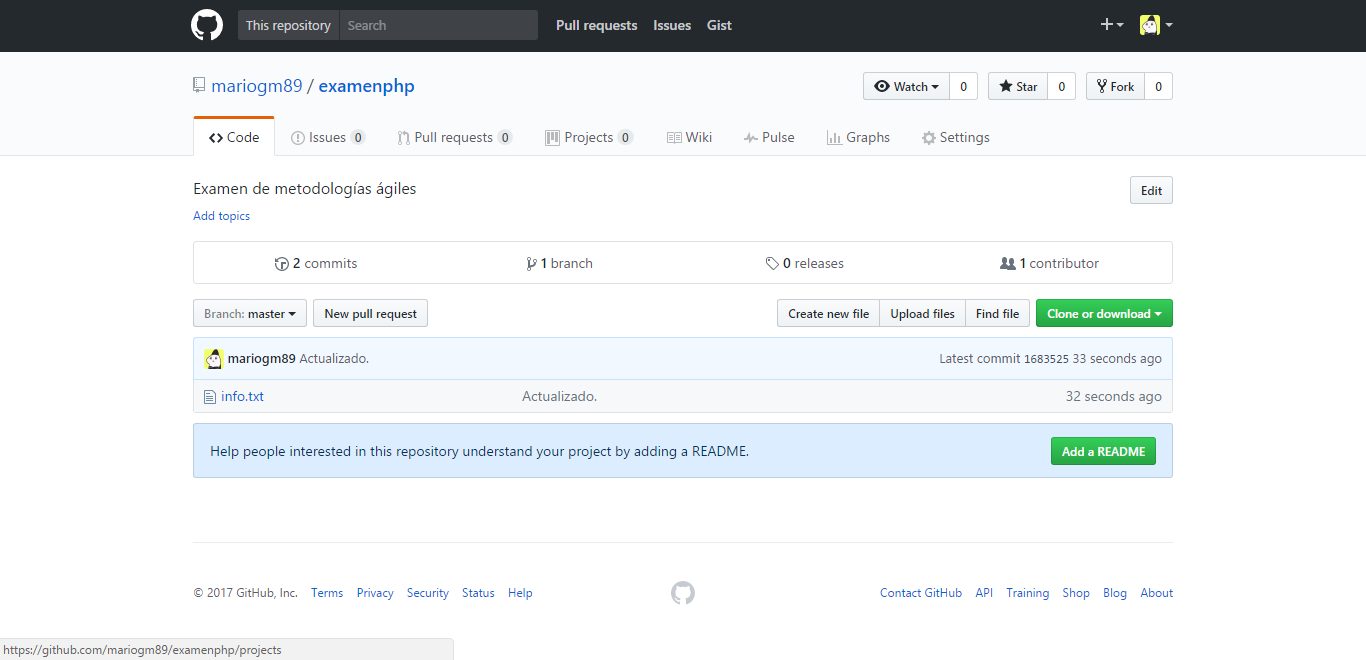 This repository Search Pull requests Issues Gist
mariogm89 / examenphp Watch 0 Star 0 Fork 0
Code Issues 0 Pull requests 0 Projects 0 Wiki Pulse Graphs Settings
Examen de metodologías ágiles Edit
Add topics
2 commits 1 branch 0 releases 1 contributor
Branch: master New pull request Create new file Upload files Find file Clone or download
mariogm89 Actualizado. Latest commit 1683525 33 seconds ago
info.txt Actualizado. 32 seconds ago
Help people interested in this repository understand your project by adding a README. Add a README
© 2017 GitHub, Inc. Terms Privacy Security Status Help Contact GitHub API Training Shop Blog About
https://github.com/mariogm89/examenphp/projects